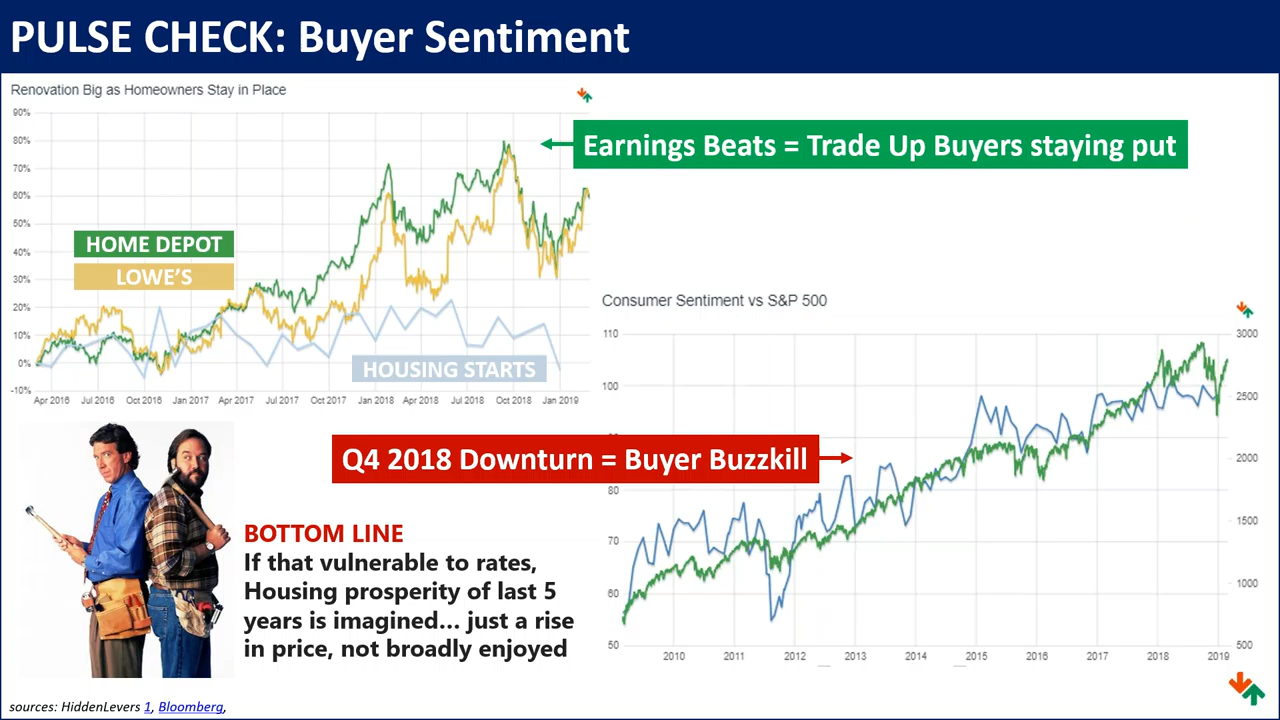 PULSE CHECK: Buyer Sentiment
Renovation Big as Homeowners Stay in Place
90%
80%
70%
60%
50%
40%
30%
20%
10%
0%
-10%
Apr 2016 Jul 2016 Oct 2016 Jan 2017 Apr 2017 Jul 2017 Oct 2017 Jan 2018 Apr 2018 Jul 2018 Oct 2018 Jan 2019
HOME DEPOT
LOWE'S
HOUSING STARTS
Earnings Beats = Trade Up Buyers staying put
Consumer Sentiment vs S&P 500
110
100
80
70
60
50
3000
2500
2000
1500
1000
500
2010 2011 2012 2013 2014 2015 2016 2017 2018 2019
Q4 2018 Downturn = Buyer Buzzkill
BOTTOM LINE
If that vulnerable to rates,
Housing prosperity of last 5
years is imagined... just a rise
in price, not broadly enjoyed
sources: HiddenLevers 1, Bloomberg,